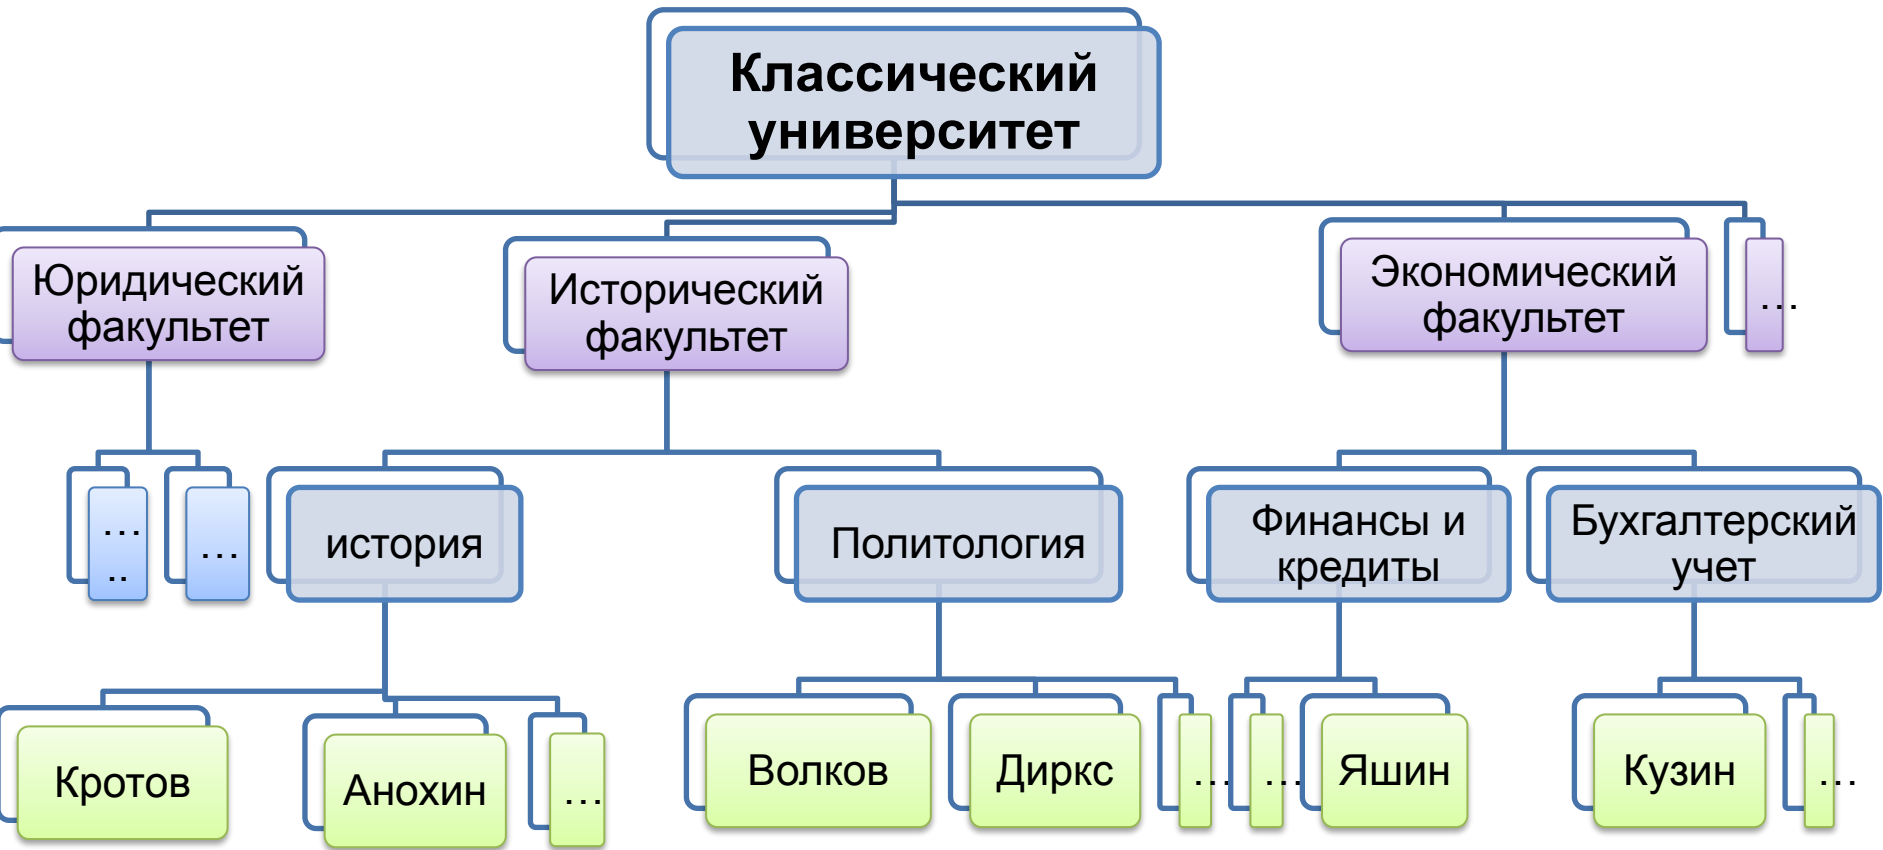 Классический
университет
Юридический
факультет
Исторический
факультет
Экономический
факультет
…
…
..
…
история
Политология
Финансы и
кредиты
Бухгалтерский
учет
Кротов
Анохин
…
Волков
Диркс
…
…
Яшин
Кузин
…